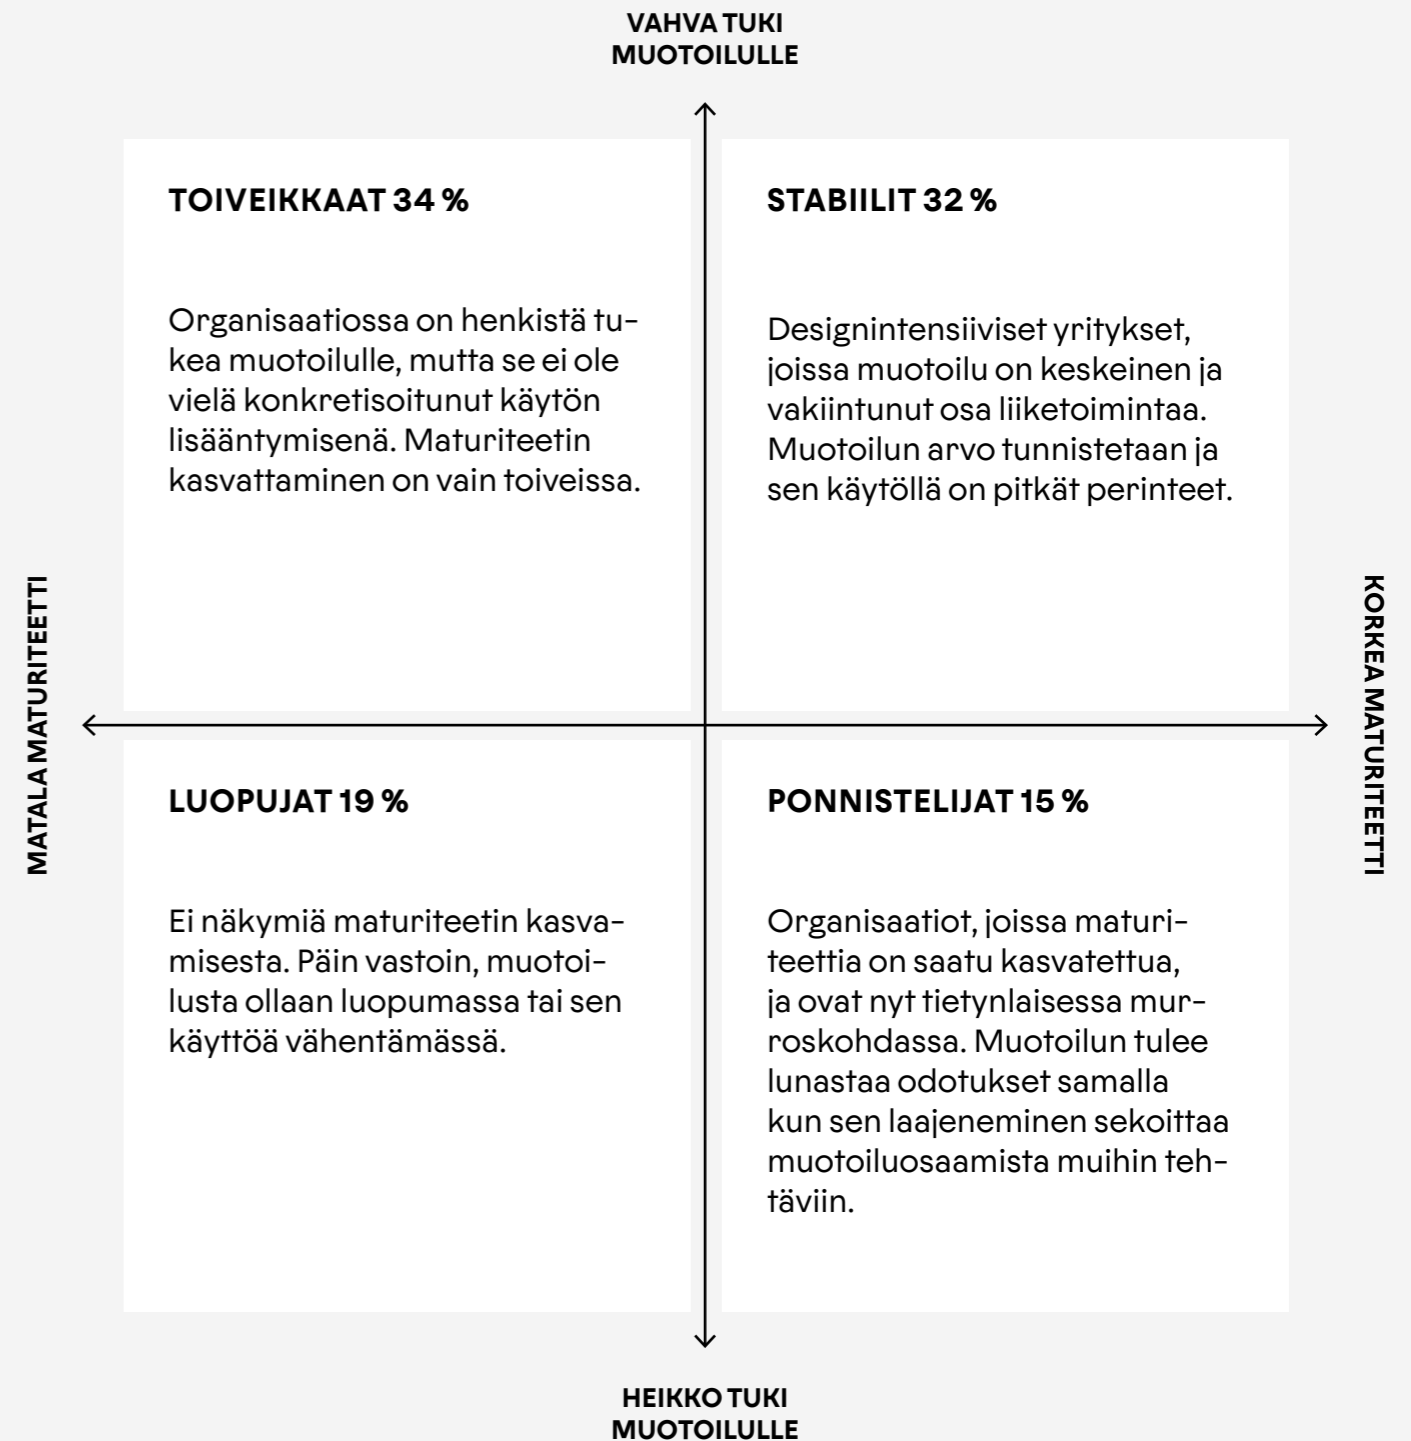 VAHVA TUKI
MUOTOILULLE
TOIVEIKKAAT 34 %
Organisaatiossa on henkistä tu-
kea muotoilulle, mutta se ei ole
vielä konkretisoitunut käytön
lisääntymisenä. Maturiteetin
kasvattaminen on vain toiveissa.
STABIILIT 32 %
Designintensiiviset yritykset,
joissa muotoilu on keskeinen ja
vakiintunut osa liiketoimintaa.
Muotoilun arvo tunnistetaan ja
sen käytöllä on pitkät perinteet.
MATALA MATURITEETTI
KORKEA MATURITEETTI
LUOPUJAT 19 %
Ei näkymiä maturiteetin kasva-
misesta. Päin vastoin, muotoi-
lusta ollaan luopumassa tai sen
käyttöä vähentämässä.
PONNISTELIJAT 15 %
Organisaatiot, joissa maturi-
teettia on saatu kasvatettua,
ja ovat nyt tietynlaisessa mur-
roskohdassa. Muotoilun tulee
lunastaa odotukset samalla
kun sen laajeneminen sekoittaa
muotoiluosaamista muihin teh-
täviin.
HEIKKO TUKI
MUOTOILULLE